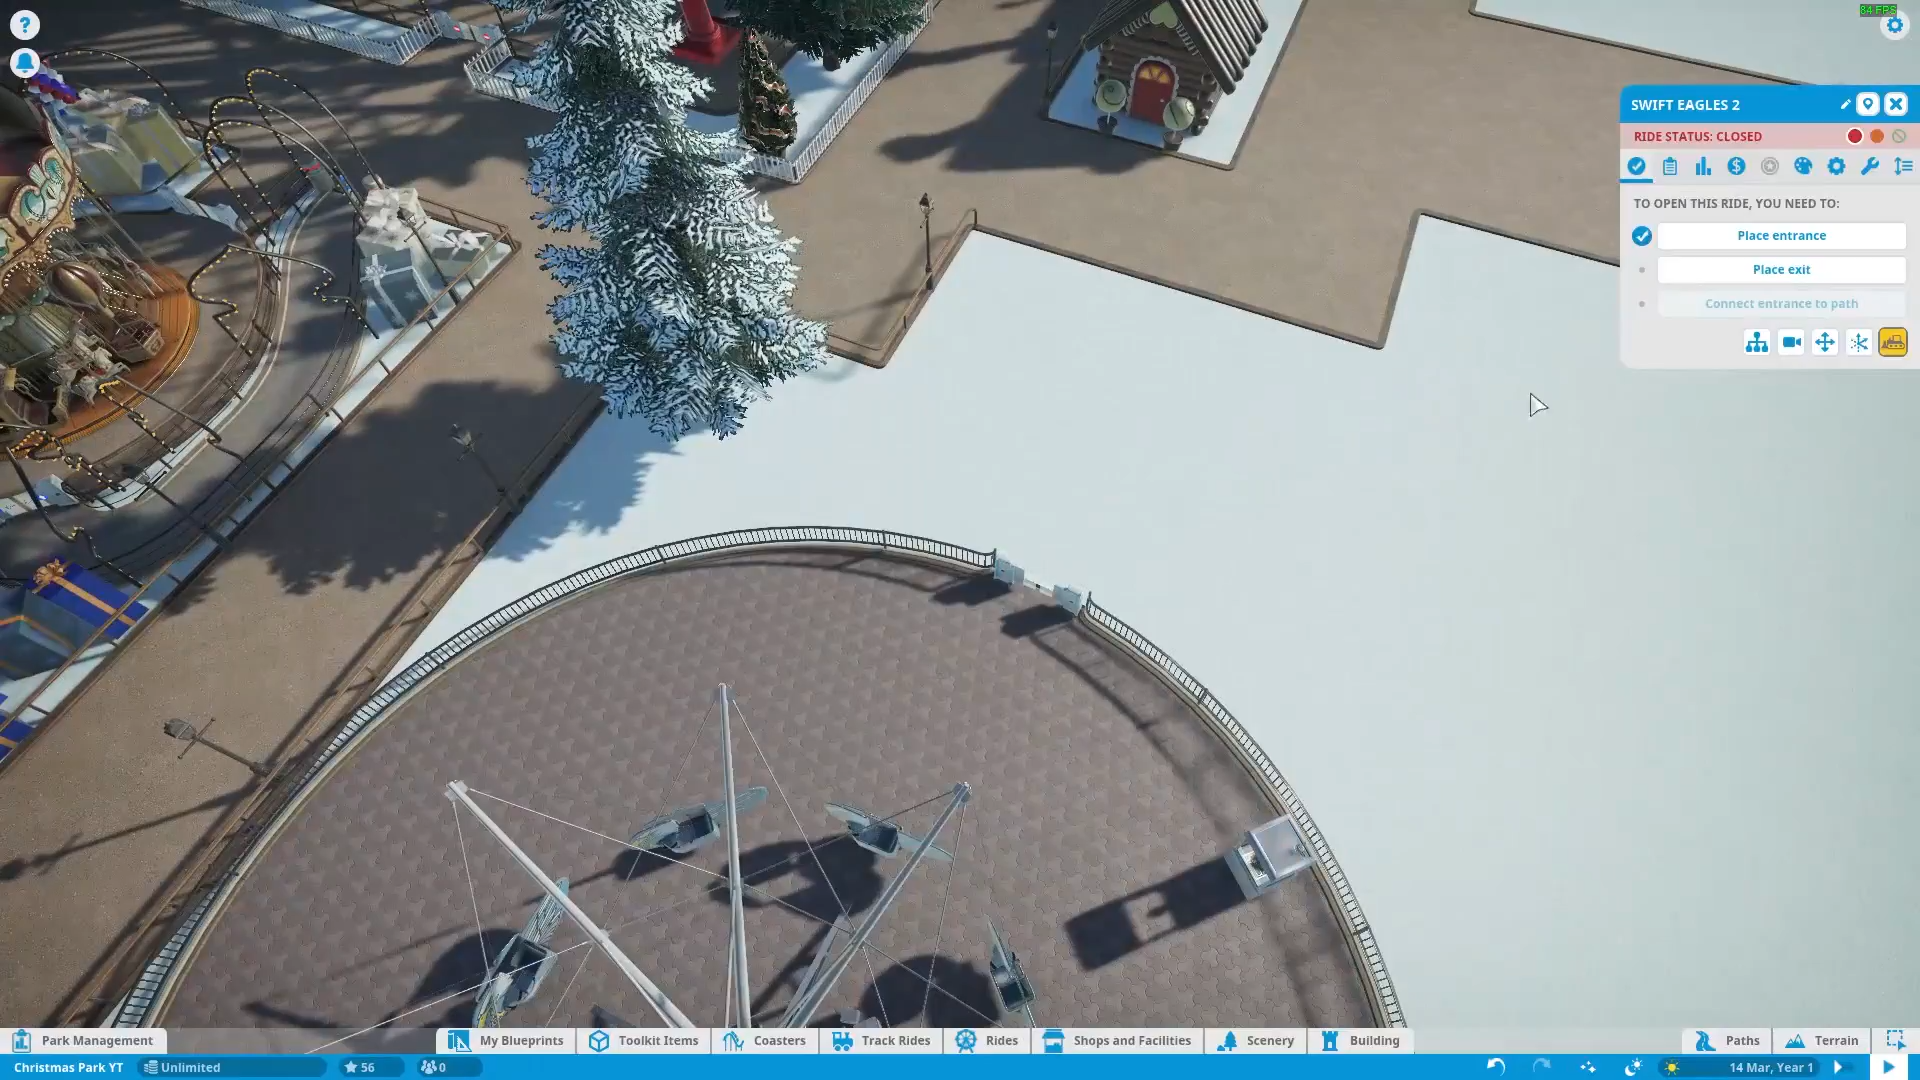 84 FPS
SWIFT EAGLES 2
RIDE STATUS: CLOSED
TO OPEN THIS RIDE, YOU NEED TO:
Place entrance
Place exit
Connect entrance to path
Park Management
My Blueprints
Toolkit Items
Coasters
Track Rides
Rides
Shops and Facilities
Scenery
Building
Paths
Terrain
Christmas Park YT
Unlimited
56
0
14 Mar, Year 1